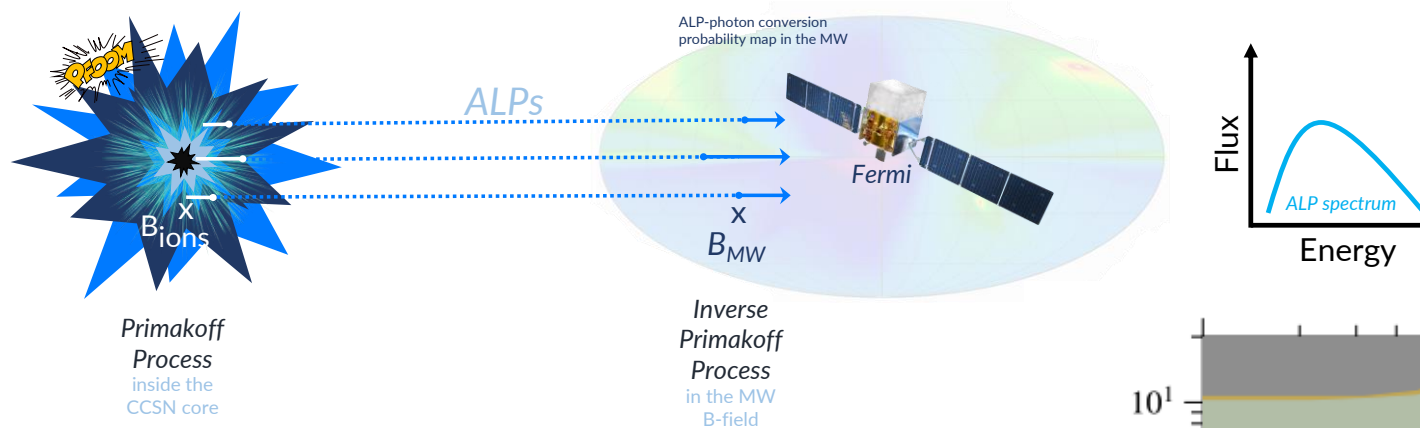 PFOOM
ALPs
x
B_ions
Primakoff
Process
inside the
CCSN core
ALP-photon conversion
probability map in the MW
Fermi
x
B_MW
Inverse
Primakoff
Process
in the MW
B-field
Flux
ALP spectrum
Energy
10^1